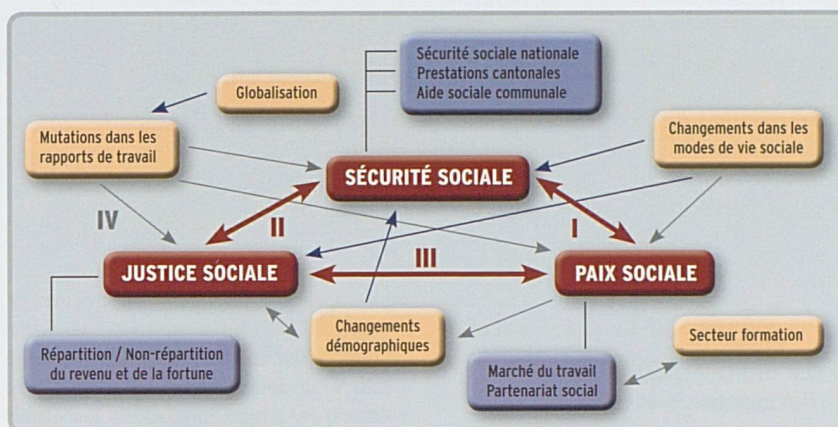 Sécurité sociale nationale
Prestations cantonales
Aide sociale communale
Globalisation
Mutations dans les
rapports de travail
Changements dans les
modes de vie sociale
SÉCURITÉ SOCIALE
IV
II
I
III
JUSTICE SOCIALE
PAIX SOCIALE
Changements
démographiques
Secteur formation
Répartition / Non-répartition
du revenu et de la fortune
Marché du travail
Partenariat social